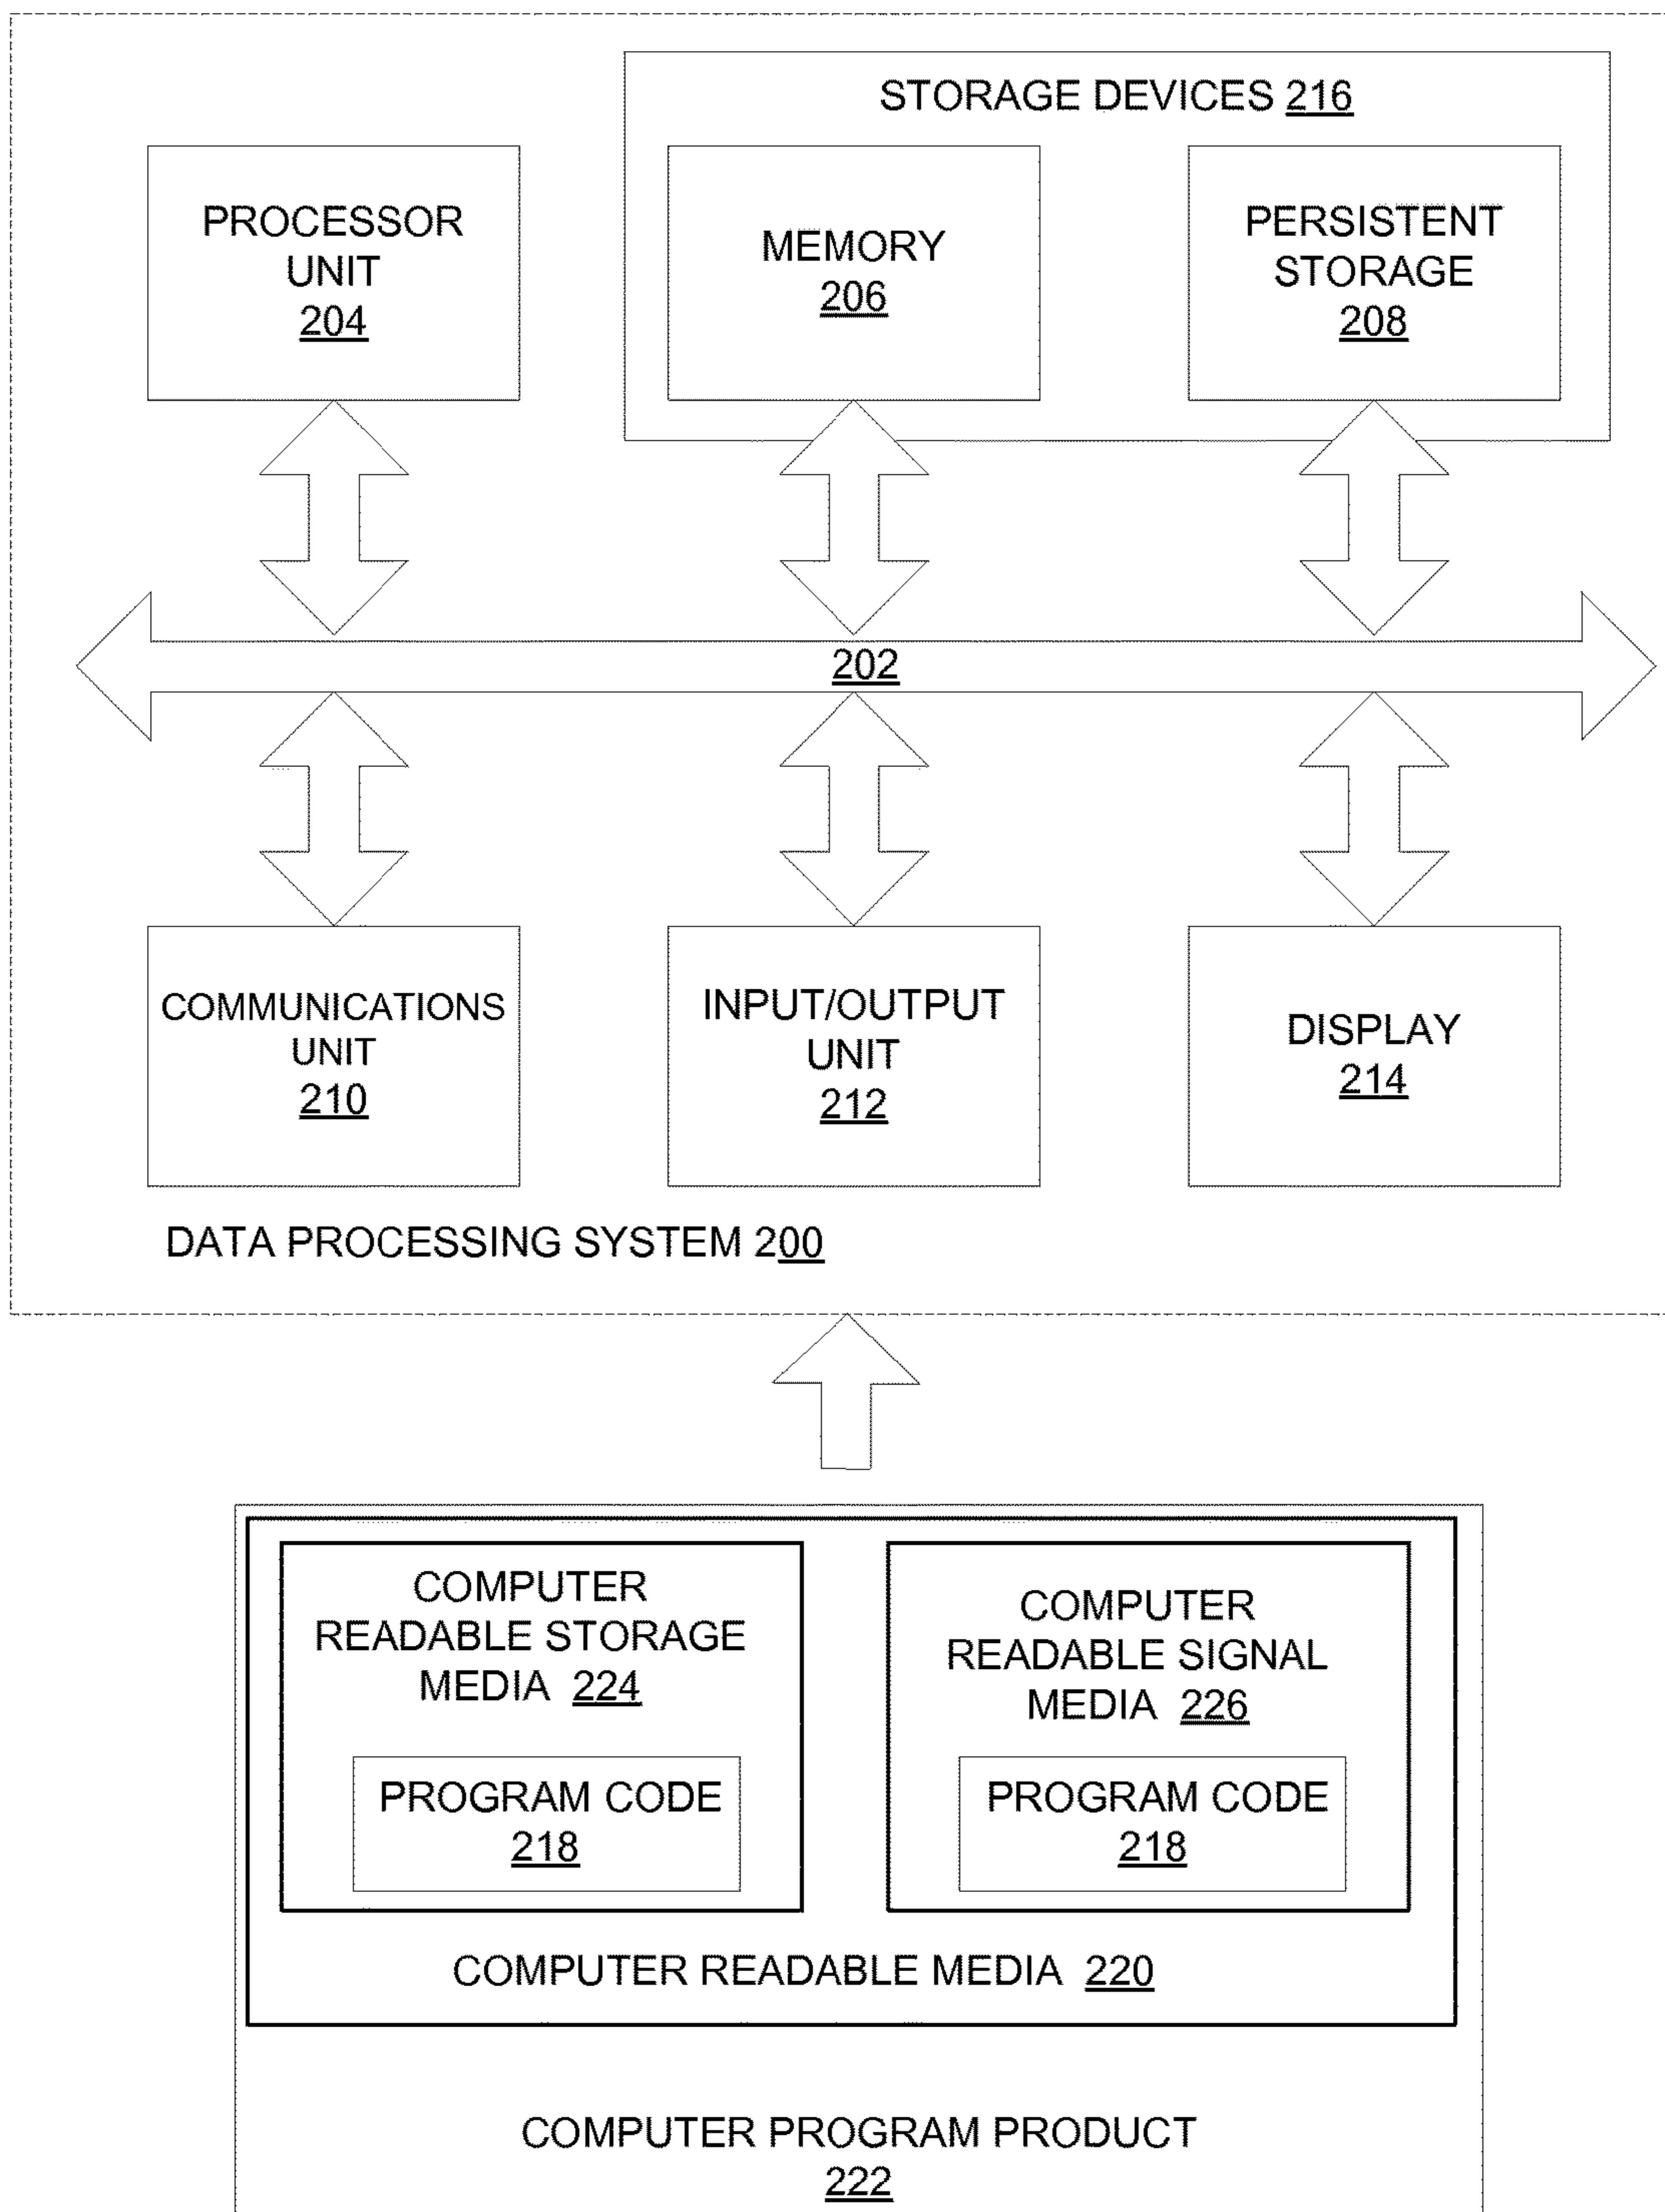 STORAGE DEVICES 216
PROCESSOR
UNIT
204
MEMORY
206
PERSISTENT
STORAGE
208
202
COMMUNICATIONS
UNIT
210
INPUT/OUTPUT
UNIT
212
DISPLAY
214
DATA PROCESSING SYSTEM 200
COMPUTER
READABLE STORAGE
MEDIA 224
PROGRAM CODE
218
COMPUTER
READABLE SIGNAL
MEDIA 226
PROGRAM CODE
218
COMPUTER READABLE MEDIA 220
COMPUTER PROGRAM PRODUCT
222